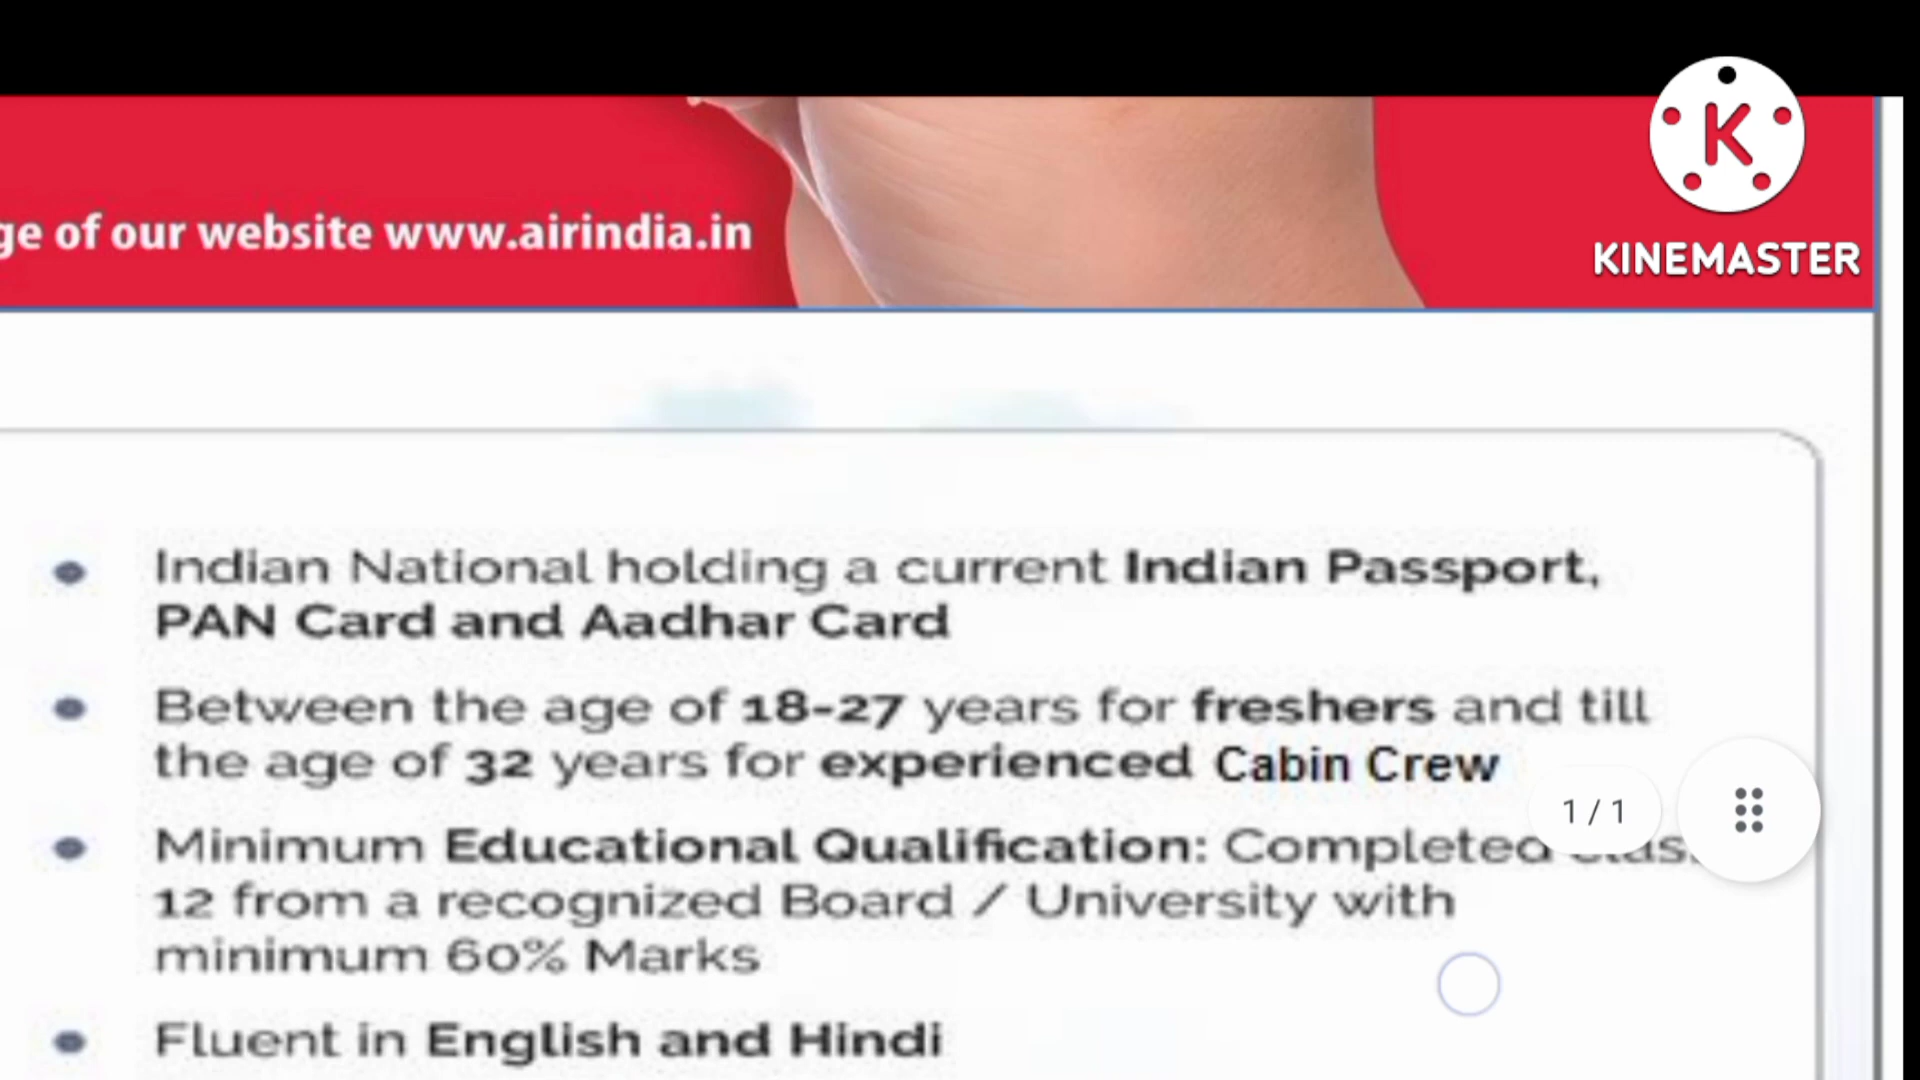 K
KINEMASTER
ge of our website www.airindia.in
Indian National holding a current Indian Passport,
PAN Card and Aadhar Card
Between the age of 18-27 years for freshers and till
the age of 32 years for experienced Cabin Crew
1 / 1
Minimum Educational Qualification: Completed
12 from a recognized Board / University with
minimum 60% Marks
Fluent in English and Hindi